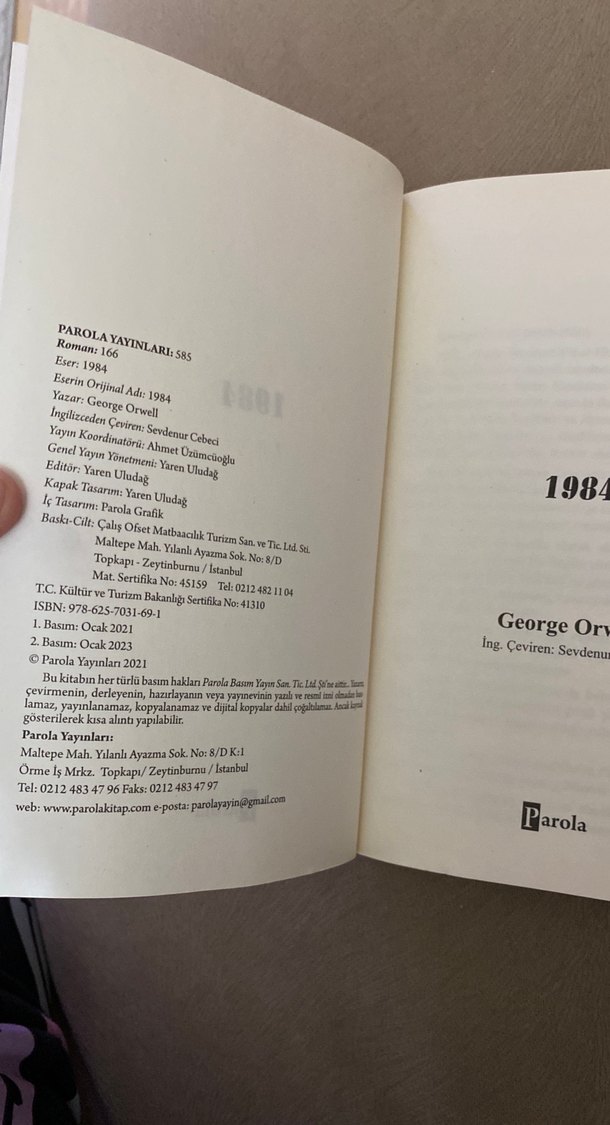 PAROLA YAYINLARI: 585
Roman: 166
Eser: 1984
Eserin Orijinal Adı: 1984
Yazar: George Orwell
İngilizceden Çeviren: Sevdenur Cebeci
Yayın Koordinatörü: Ahmet Üzümcüoğlu
Genel Yayın Yönetmeni: Yaren Uludağ
Editör: Yaren Uludağ
Kapak Tasarım: Yaren Uludağ
İç Tasarım: Parola Grafik
Baskı-Cilt: Çalış Ofset Matbaacılık Turizm San. ve Tic. Ltd. Sti.
Maltepe Mah. Yılanlı Ayazma Sok. No: 8/D
Topkapı - Zeytinburnu / İstanbul
Mat. Sertifika No: 45159 Tel: 0212 482 11 04
T.C. Kültür ve Turizm Bakanlığı Sertifika No: 41310
ISBN: 978-625-7031-69-1
1. Basım: Ocak 2021
2. Basım: Ocak 2023
© Parola Yayınları 2021
Bu kitabın her türlü basım hakları Parola Basım Yayın San. Tic. Ltd. Şti'ne aittir. Yazarın,
çevirmenin, derleyenin, hazırlayanın veya yayınevinin yazılı ve resmî izni olmadan bası-
lamaz, yayınlanamaz, kopyalanamaz ve dijital kopyalar dahil çoğaltılamaz. Ancak kaynak
gösterilerek kısa alıntı yapılabilir.
Parola Yayınları:
Maltepe Mah. Yılanlı Ayazma Sok. No: 8/D K:1
Örme İş Mrkz. Topkapı/ Zeytinburnu / İstanbul
Tel: 0212 483 47 96 Faks: 0212 483 47 97
web: www.parolakitap.com e-posta: parolayayin@gmail.com
1984
George Orw
İng. Çeviren: Sevdenur
Parola